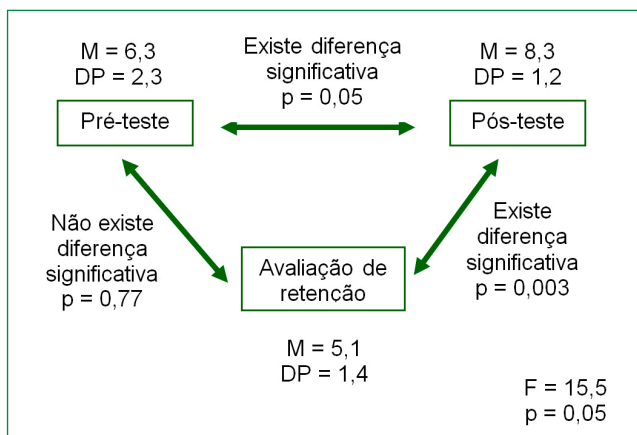 M = 6,3
DP = 2,3
Pré-teste
Existe diferença
significativa
p = 0,05
M = 8,3
DP = 1,2
Pós-teste
Não existe
diferença
significativa
p = 0,77
Existe
diferença
significativa
p = 0,003
Avaliação de
retencão
M = 5,1
DP = 1,4
F = 15,5
p = 0,05